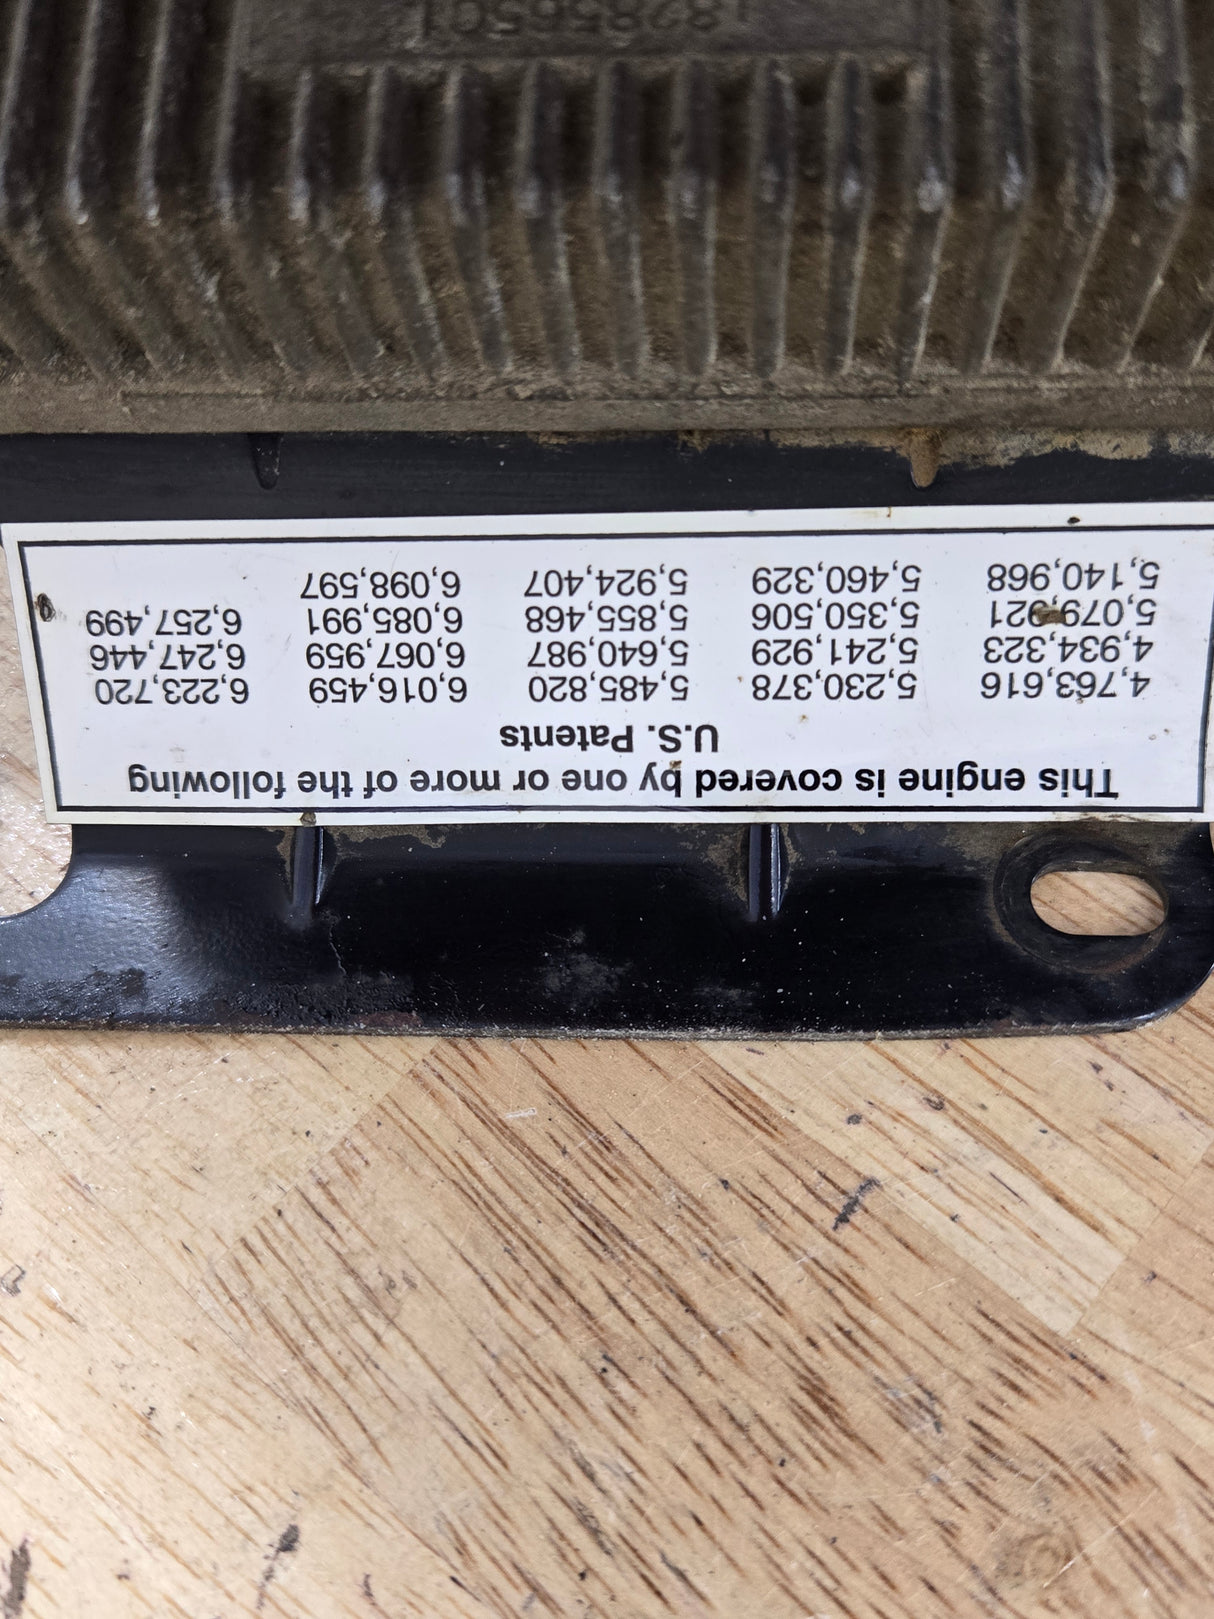 This engine is covered by one or more of the following
U.S. Patents
4,763,616 5,230,378 5,485,820 6,016,459 6,223,720
4,934,323 5,241,929 5,640,987 6,067,959 6,247,446
5,079,921 5,350,506 5,855,468 6,085,991 6,257,499
5,140,968 5,460,329 5,924,407 6,098,597